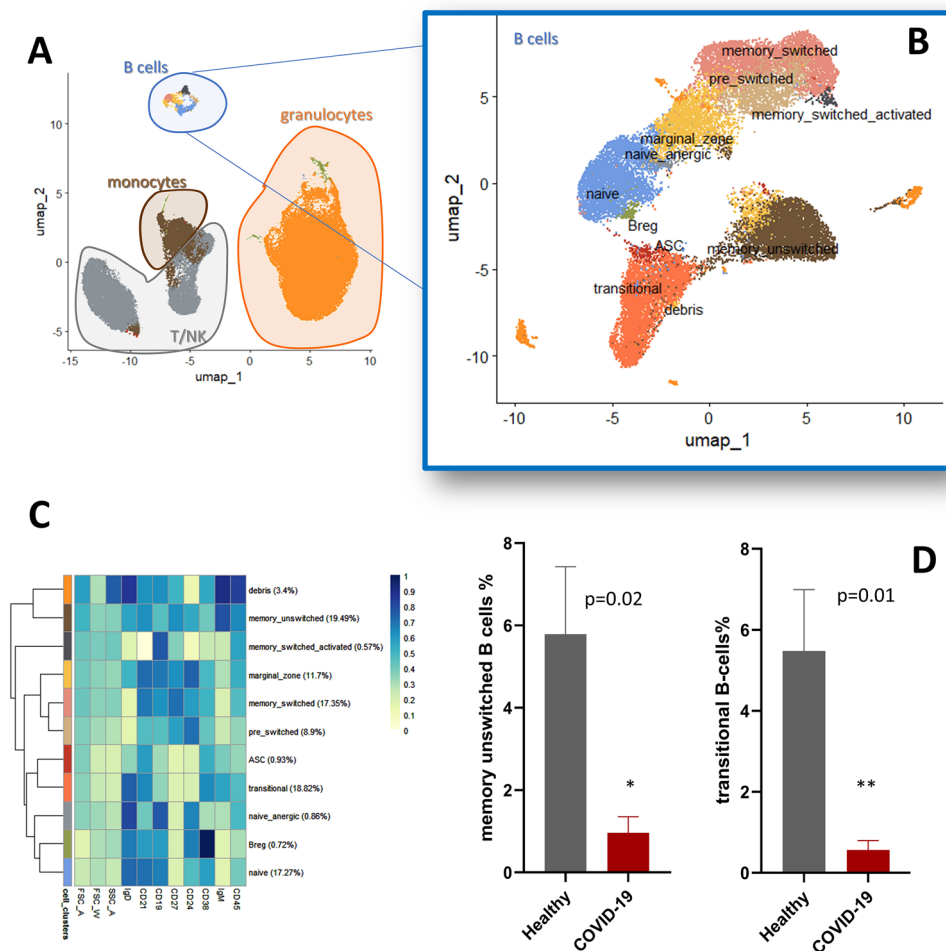 A
B cells
granulocytes
monocytes
T/NK
umap_2
10
5
0
-5
-15
-10
-5
0
5
10
umap_1
B
B cells
memory_switched
pre_switched
memory_switched_activated
marginal_zone
naive_anergic
naive
Breg
memory_unswitched
ASC
transitional
debris
umap_2
5
0
-5
-10
-10
-5
0
5
10
umap_1
C
debris (3.4%)
memory_unswitched (19.49%)
memory_switched_activated (0.57%)
marginal_zone (11.7%)
memory_switched (17.35%)
pre_switched (8.9%)
ASC (0.93%)
transitional (18.82%)
naive_anergic (0.86%)
Breg (0.72%)
naive (17.27%)
cell_clusters
FSC_A
FSC_W
SSC_A
IgD
CD21
CD19
CD27
CD24
CD38
IgM
CD45
1
0.9
0.8
0.7
0.6
0.5
0.4
0.3
0.2
0.1
0
D
memory unswitched B cells %
8
6
4
2
0
p=0.02
*
Healthy
COVID-19
transitional B-cells%
8
6
4
2
0
p=0.01
**
Healthy
COVID-19